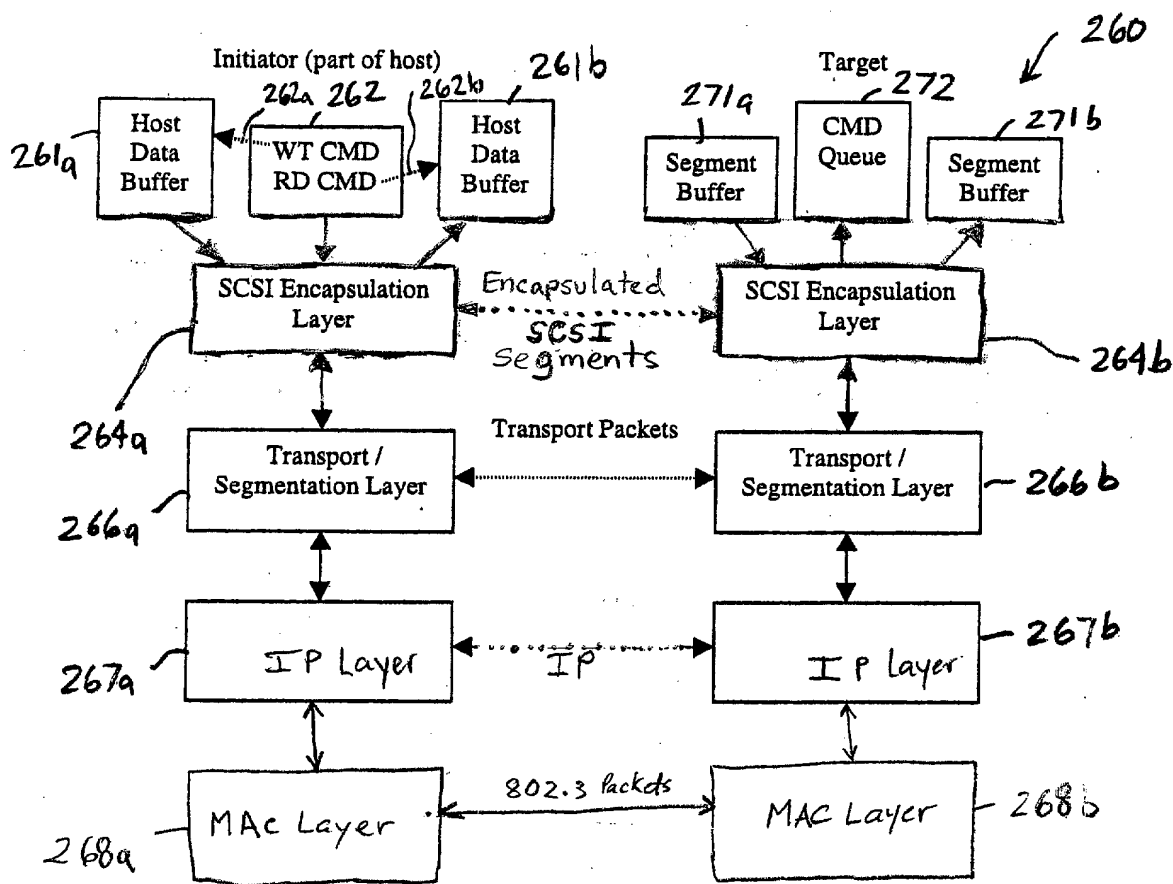 260
Initiator (part of host)
Target
262a
262
262b
261b
271a
272
271b
261a
Host
Data
Buffer
WT CMD
RD CMD
Host
Data
Buffer
Segment
Buffer
CMD
Queue
Segment
Buffer
SCSI Encapsulation
Layer
Encapsulated
SCSI
Segments
SCSI Encapsulation
Layer
264a
264b
Transport /
Segmentation Layer
Transport Packets
Transport /
Segmentation Layer
266a
266b
IP Layer
IP
IP Layer
267a
267b
MAC Layer
802.3 Packets
MAC Layer
268a
268b